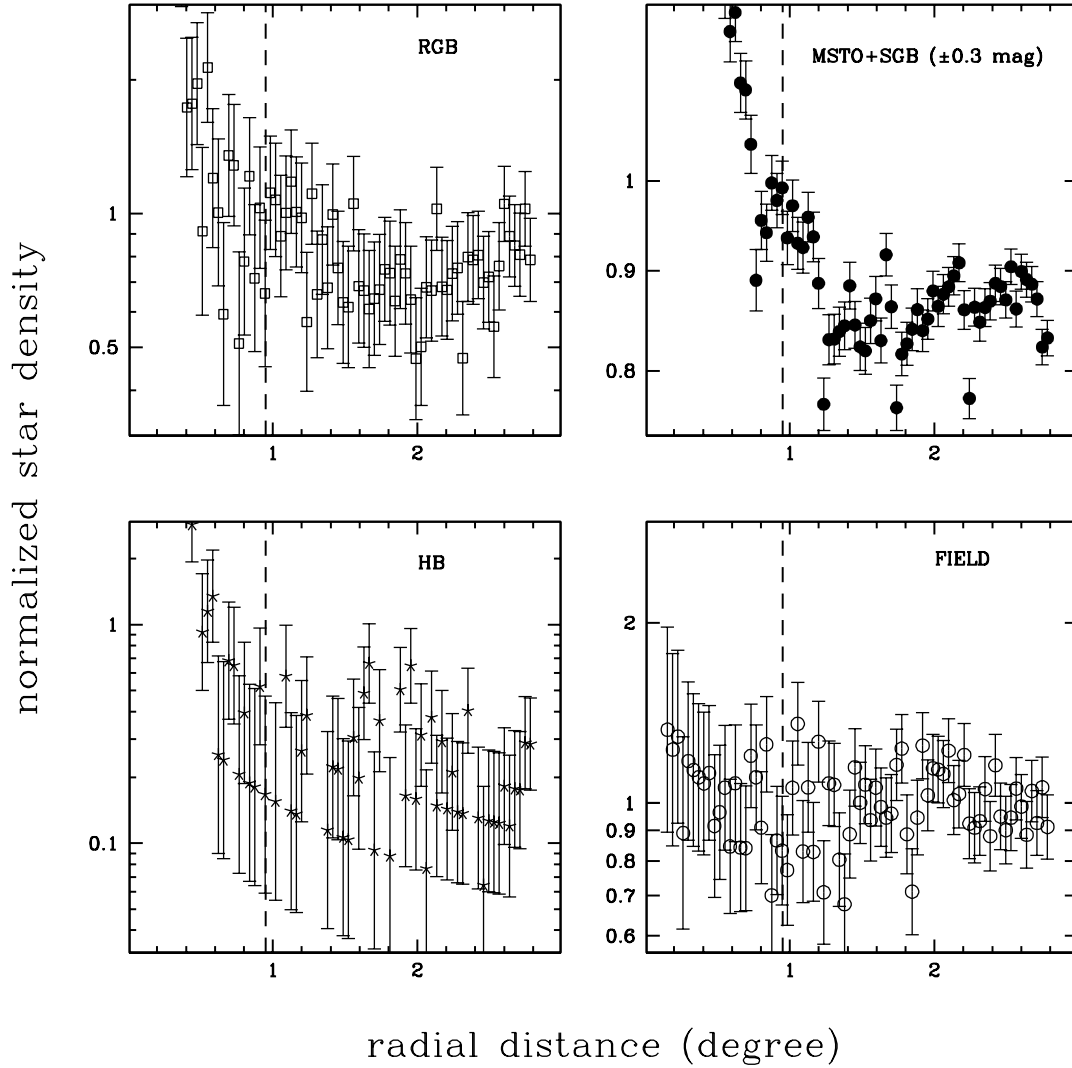 normalized star density
RGB
1
0.5
1 2
MSTO+SGB (±0.3 mag)
1
0.9
0.8
1 2
HB
1
0.1
1 2
FIELD
2
1
0.9
0.8
0.7
0.6
1 2
radial distance (degree)